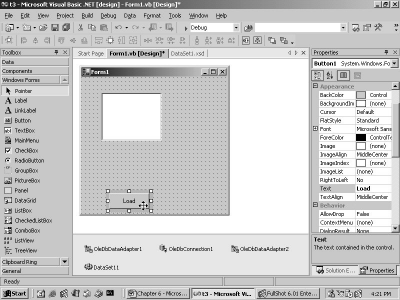 t3 - Microsoft Visual Basic .NET [design] - Form1.vb [Design]*
File Edit View Project Build Debug Data Format Tools Window Help
Debug
Toolbox
Start Page Form1.vb [Design]* DataSet1.xsd
Properties
Data
Components
Windows Forms
Pointer
Label
LinkLabel
Button
TextBox
MainMenu
CheckBox
RadioButton
GroupBox
PictureBox
Panel
DataGrid
ListBox
CheckedListBox
ComboBox
ListView
TreeView
Clipboard Ring
General
Form1
Load
OleDbDataAdapter1
OleDbConnection1
OleDbDataAdapter2
DataSet11
Button1 System.Windows.Fo
Appearance
BackColor Control
BackgroundIm (none)
Cursor Default
FlatStyle Standard
Font Microsoft Sans
ForeColor ControlTe
Image (none)
ImageAlign MiddleCenter
ImageIndex (none)
ImageList (none)
RightToLeft No
Text Load
TextAlign MiddleCenter
Behavior
AllowDrop False
ContextMenu (none)
DialogResult None
Text
The text contained in the control.
Solution E... Properties
Ready
Start
Chapter 6 - Micros...
t3 - Microsoft Vi...
FullShot 6.01 Enter...
4:21 PM